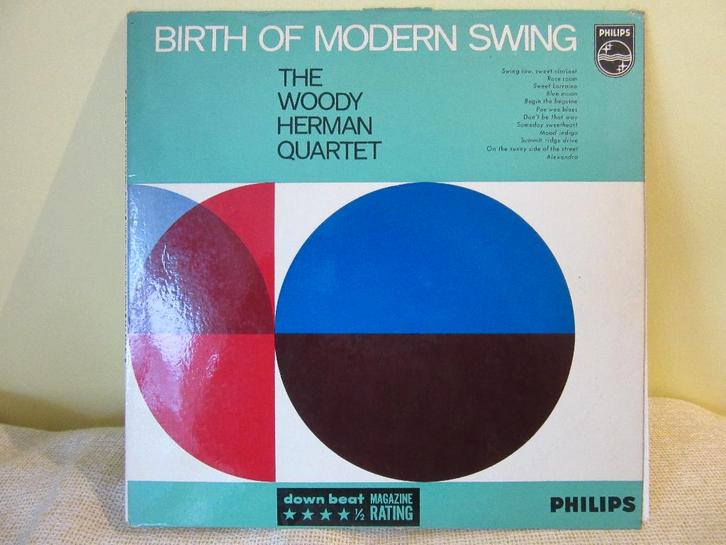 BIRTH OF MODERN SWING
PHILIPS
THE
WOODY
HERMAN
QUARTET
Swing low, sweet clarinet
Rose room
Sweet Lorraine
Blue moon
Begin the beguine
Pee wee blues
Don't be that way
Someday sweetheart
Mood indigo
Summit ridge drive
On the sunny side of the street
Alexandra
down beat MAGAZINE
★★★★½ RATING
PHILIPS